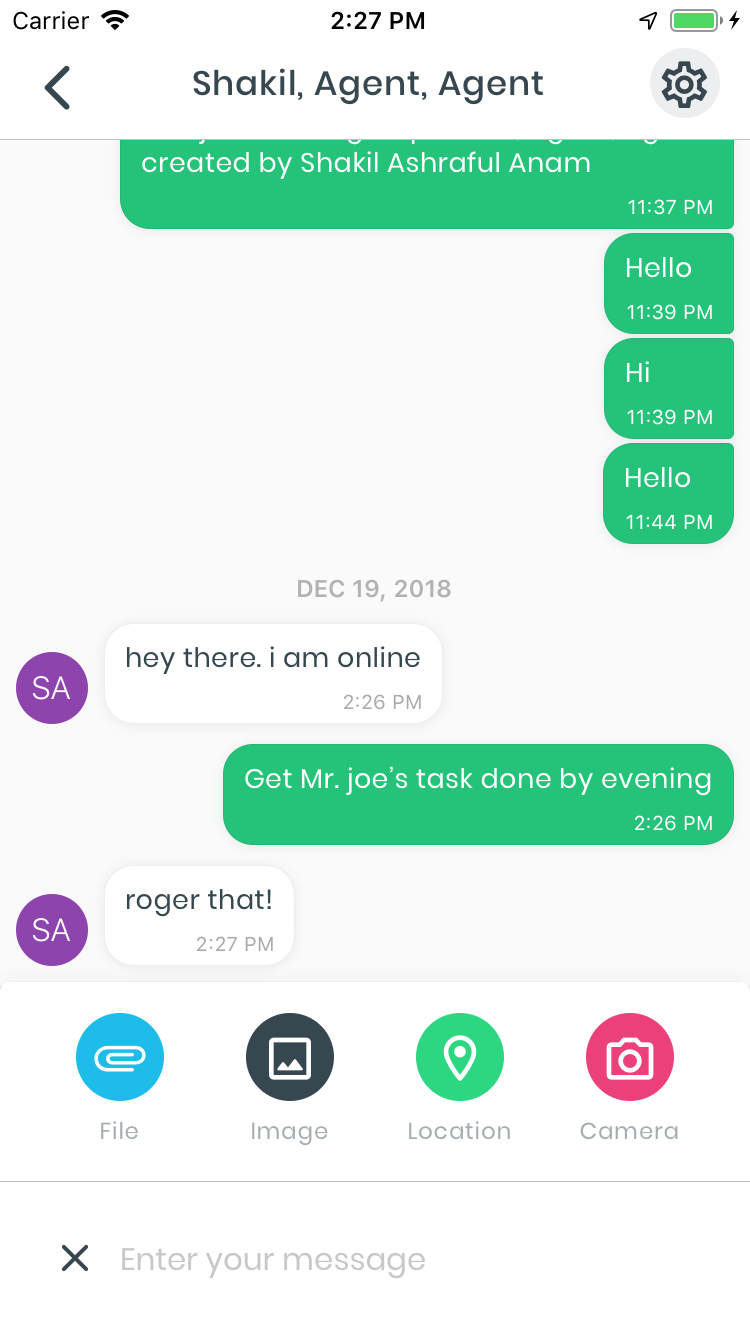 Carrier 2:27 PM
Shakil, Agent, Agent
created by Shakil Ashraful Anam
11:37 PM
Hello
11:39 PM
Hi
11:39 PM
Hello
11:44 PM
DEC 19, 2018
hey there. i am online
2:26 PM
SA
Get Mr. joe's task done by evening
2:26 PM
roger that!
2:27 PM
SA
File Image Location Camera
Enter your message